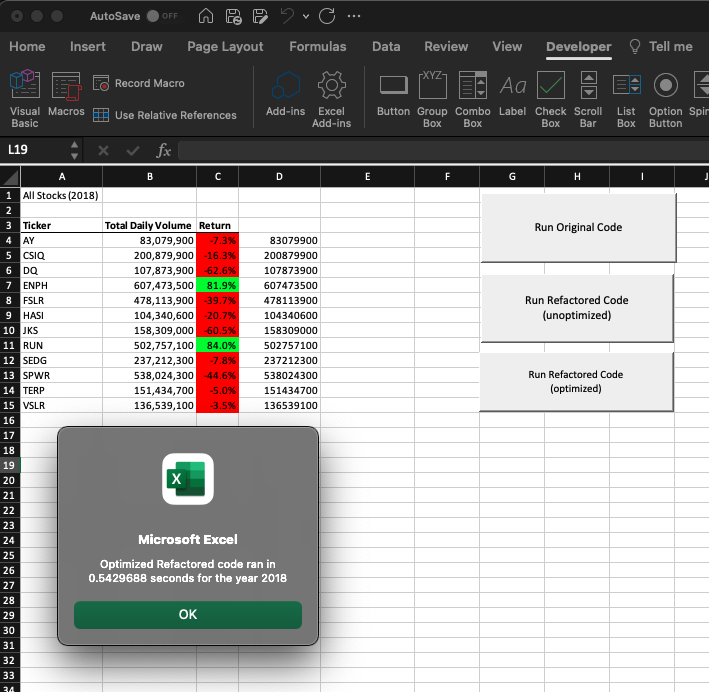 AutoSave OFF
Home Insert Draw Page Layout Formulas Data Review View Developer Tell me
Record Macro
Use Relative References
Visual Basic Macros Add-ins Excel Add-ins Button Group Box Combo Box Label Check Box Scroll Bar List Box Option Button
XYZ
Aa
L19 fx
A B C D E F G H I J
1 All Stocks (2018)
2
3 Ticker Total Daily Volume Return
4 AY 83,079,900 -7.3% 83079900
5 CSIQ 200,879,900 -16.3% 200879900
6 DQ 107,873,900 -62.6% 107873900
7 ENPH 607,473,500 81.9% 607473500
8 FSLR 478,113,900 -39.7% 478113900
9 HASI 104,340,600 -20.7% 104340600
10 JKS 158,309,000 -60.5% 158309000
11 RUN 502,757,100 84.0% 502757100
12 SEDG 237,212,300 -7.8% 237212300
13 SPWR 538,024,300 -44.6% 538024300
14 TERP 151,434,700 -5.0% 151434700
15 VSLR 136,539,100 -3.5% 136539100
Run Original Code
Run Refactored Code
(unoptimized)
Run Refactored Code
(optimized)
16
17
18
19
20
21
22
23
24
25
26
27
28
29
30
31
32
33
34
X
Microsoft Excel
Optimized Refactored code ran in
0.5429688 seconds for the year 2018
OK